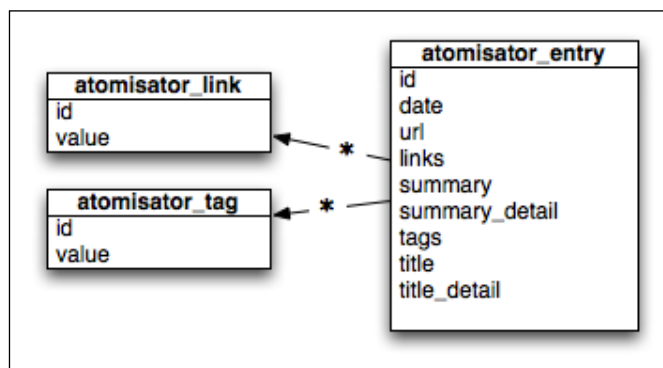 atomisator_link
id
value
*
atomisator_tag
id
value
*
atomisator_entry
id
date
url
links
summary
summary_detail
tags
title
title_detail